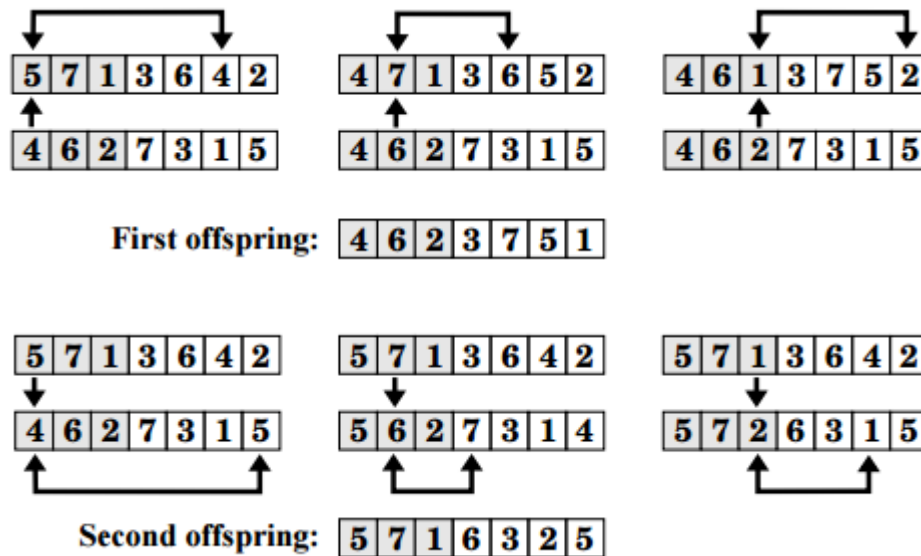 5 7 1 3 6 4 2 4 7 1 3 6 5 2 4 6 1 3 7 5 2
4 6 2 7 3 1 5 4 6 2 7 3 1 5 4 6 2 7 3 1 5
First offspring: 4 6 2 3 7 5 1
5 7 1 3 6 4 2 5 7 1 3 6 4 2 5 7 1 3 6 4 2
4 6 2 7 3 1 5 5 6 2 7 3 1 4 5 7 2 6 3 1 5
Second offspring: 5 7 1 6 3 2 5